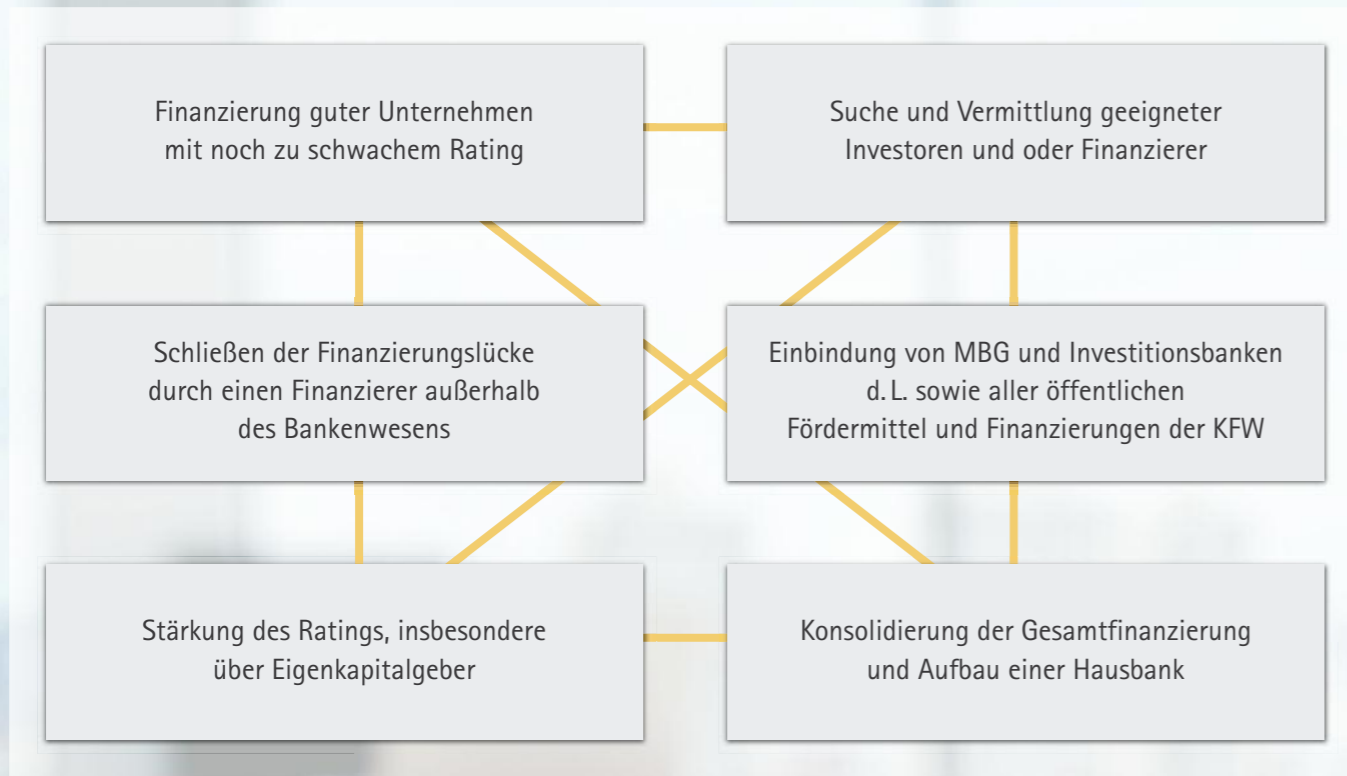 Finanzierung guter Unternehmen
mit noch zu schwachem Rating
Suche und Vermittlung geeigneter
Investoren und oder Finanzierer
Schließen der Finanzierungslücke
durch einen Finanzierer außerhalb
des Bankenwesens
Einbindung von MBG und Investitionsbanken
d. L. sowie aller öffentlichen
Fördermittel und Finanzierungen der KFW
Stärkung des Ratings, insbesondere
über Eigenkapitalgeber
Konsolidierung der Gesamtfinanzierung
und Aufbau einer Hausbank